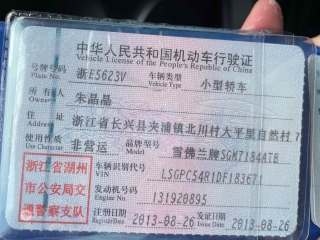 中华人民共和国机动车行驶证
Vehicle License of the People's Republic of China
号牌号码 浙E5623V 车辆类型 小型轿车
Plate No. Vehicle Type
所有人 朱晶晶
Owner
住址 浙江省长兴县夹浦镇北川村大平里自然村7
Address
使用性质 非营运 品牌型号 雪佛兰牌SGM7184ATB
Use Character Model
浙江省湖州市公安局交通警察支队
车辆识别代号 LSGPC54R1DF183671
VIN
发动机号码 131920895
Engine No.
注册日期 2013-08-26 发证日期 2013-08-26
Register Date Issue Date